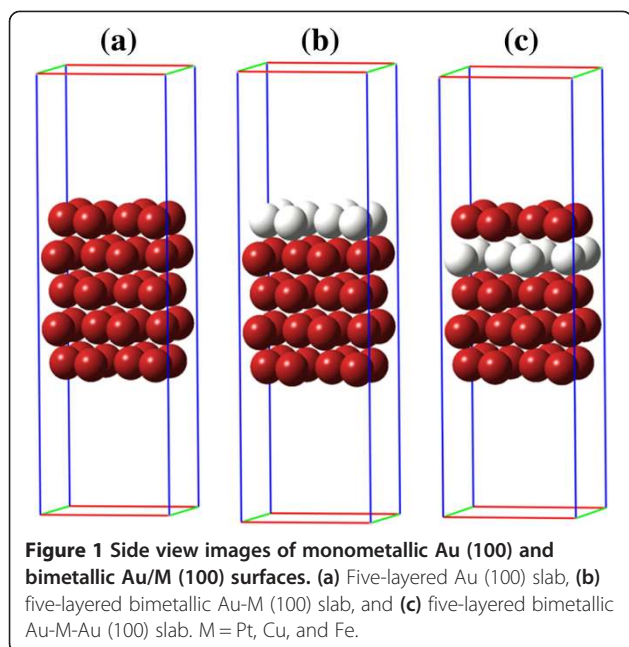 (a) (b) (c)
Figure 1 Side view images of monometallic Au (100) and
bimetallic Au/M (100) surfaces. (a) Five-layered Au (100) slab, (b)
five-layered bimetallic Au-M (100) slab, and (c) five-layered bimetallic
Au-M-Au (100) slab. M = Pt, Cu, and Fe.